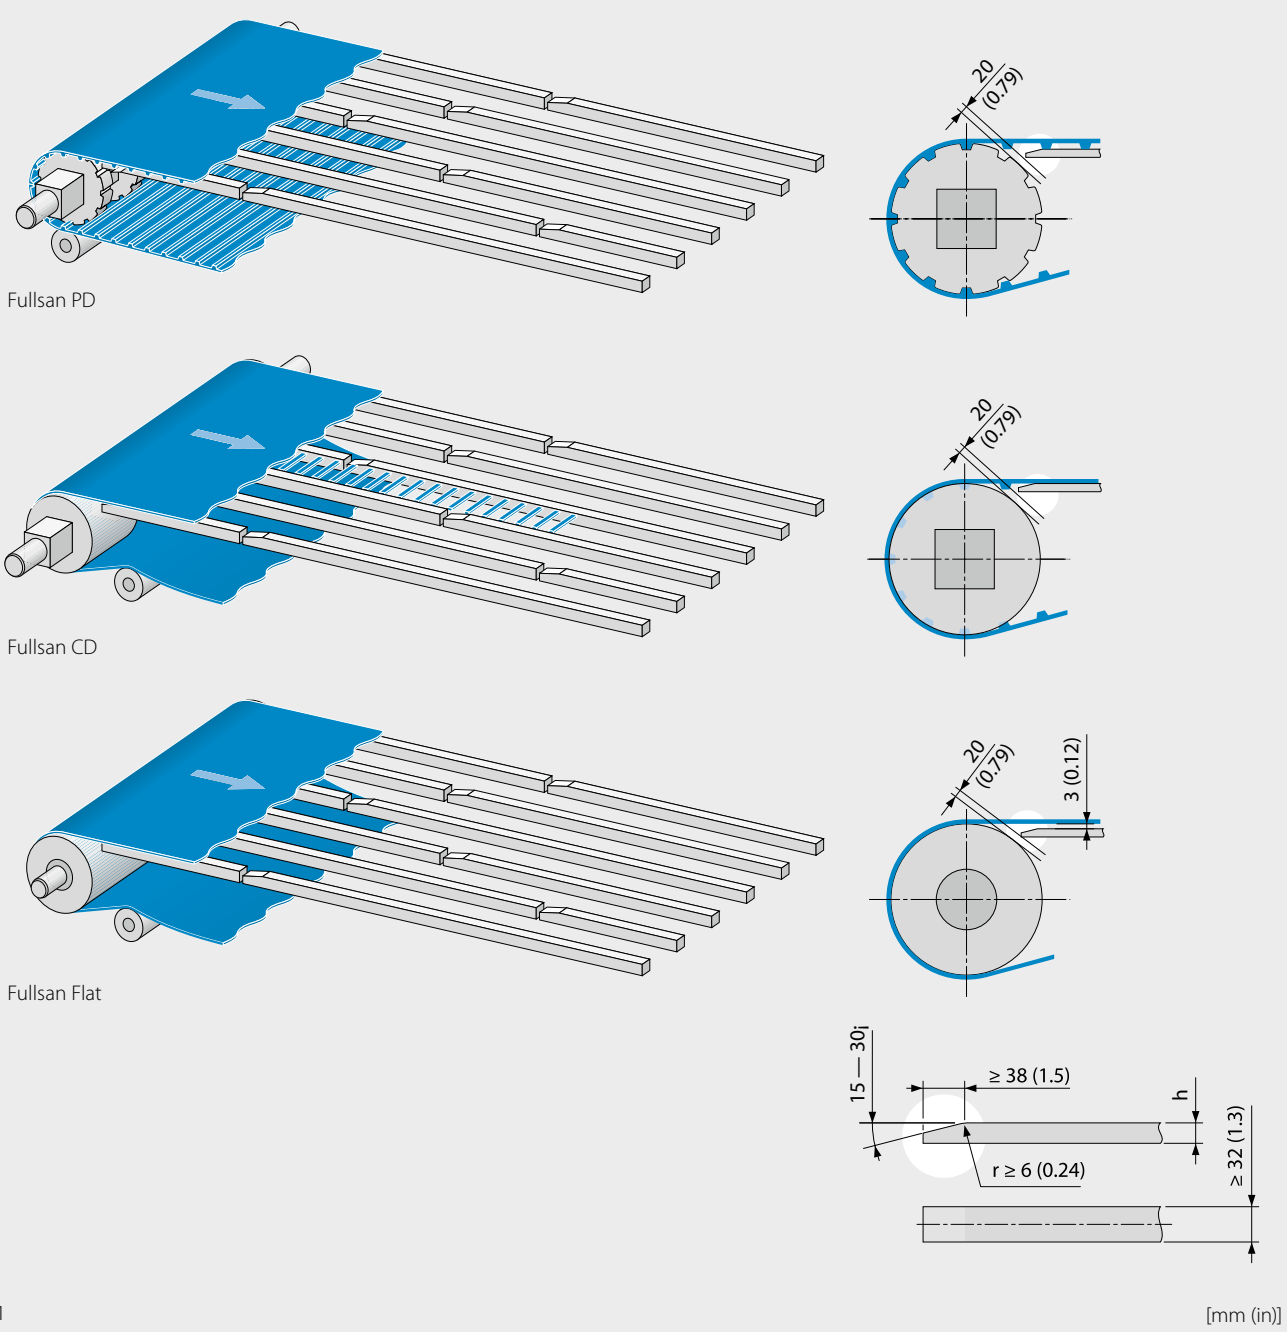 20
(0.79)
Fullsan PD
20
(0.79)
Fullsan CD
20
(0.79)
3 (0.12)
Fullsan Flat
15 — 30¡
≥ 38 (1.5)
h
≥ 32 (1.3)
r ≥ 6 (0.24)
[mm (in)]